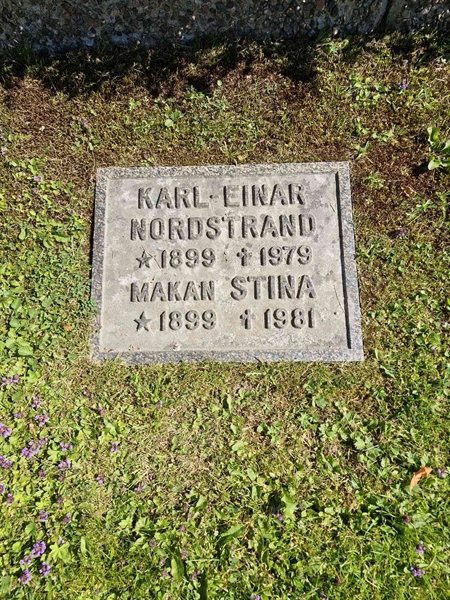 KARL-EINAR
NORDSTRAND
★ 1899 † 1979
MAKAN STINA
★ 1899 † 1981